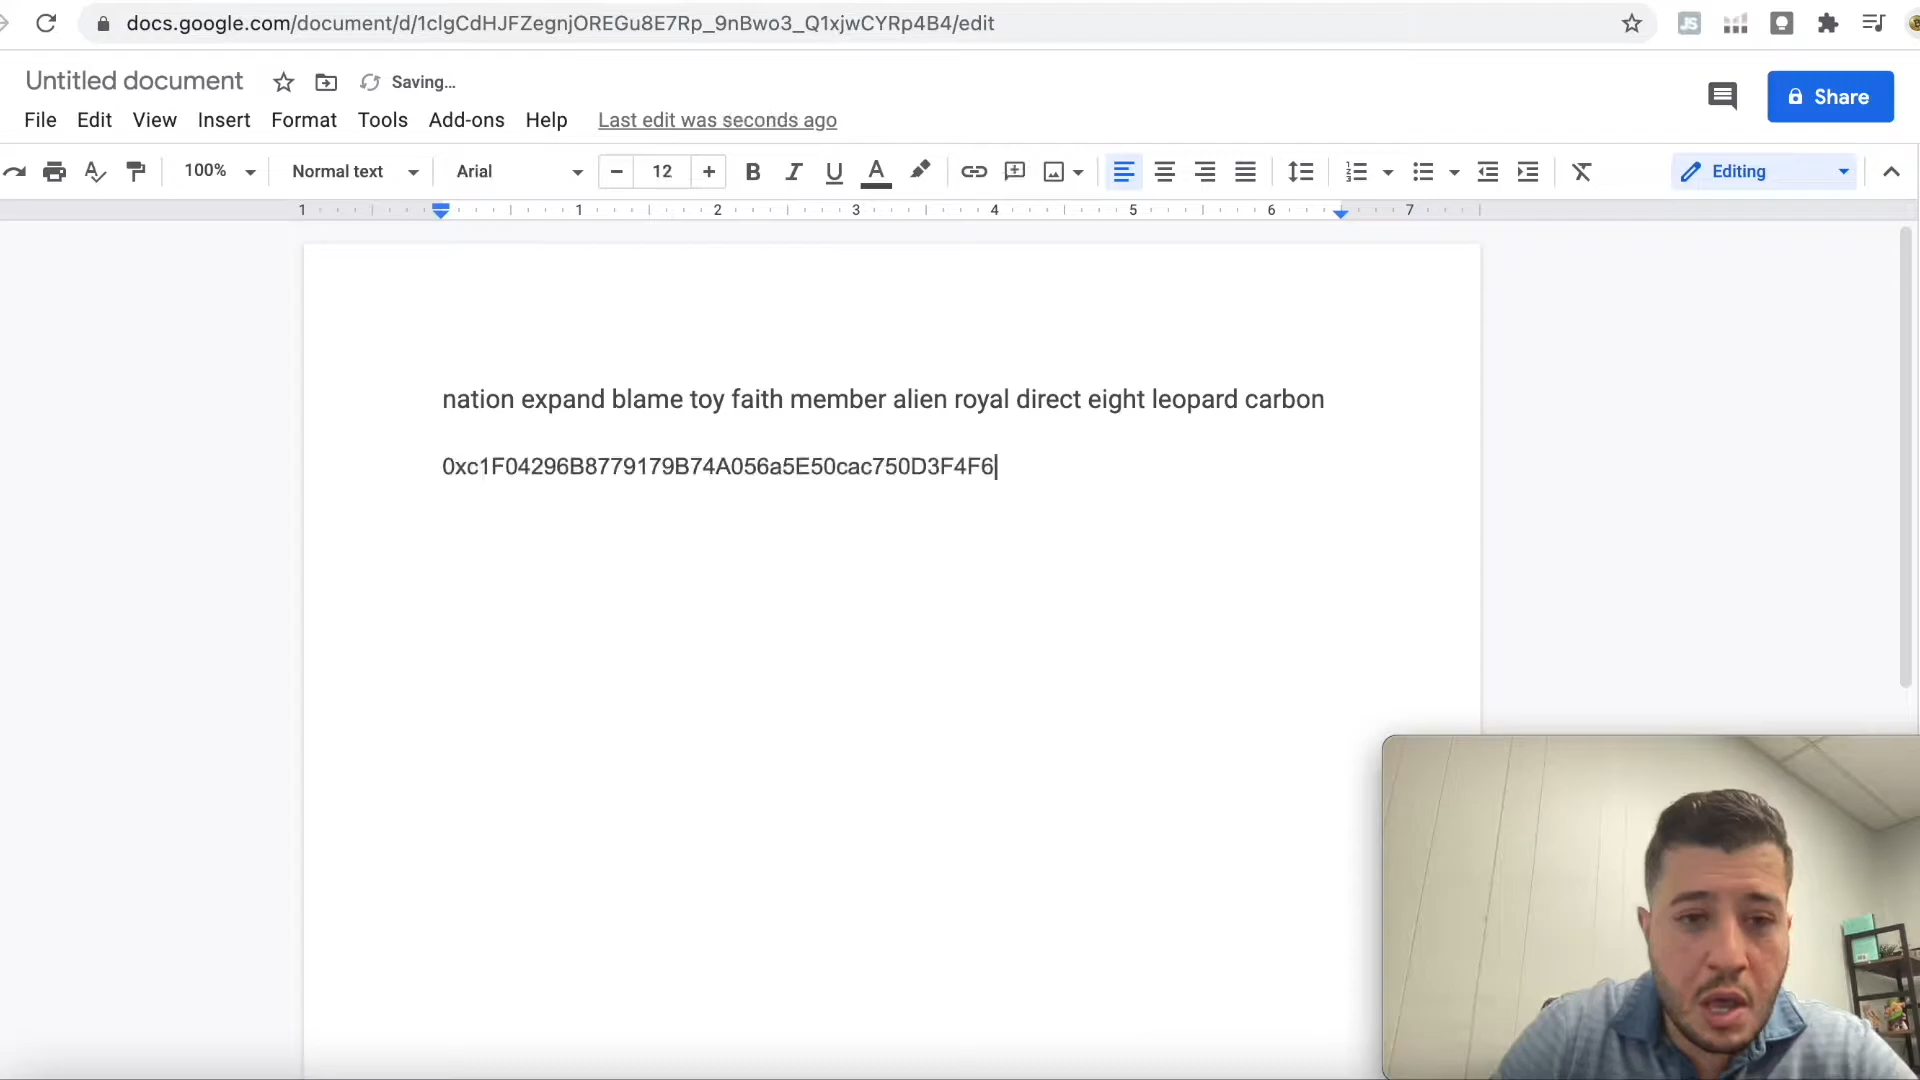 docs.google.com/document/d/1clgCdHJFZegnjOREGu8E7Rp_9nBwo3_Q1xjwCYRp4B4/edit
JS
Untitled document Saving…
Share
File Edit View Insert Format Tools Add-ons Help Last edit was seconds ago
100% Normal text Arial 12 B I U A Editing
1 1 2 3 4 5 6 7
nation expand blame toy faith member alien royal direct eight leopard carbon
0xc1F04296B8779179B74A056a5E50cac750D3F4F6